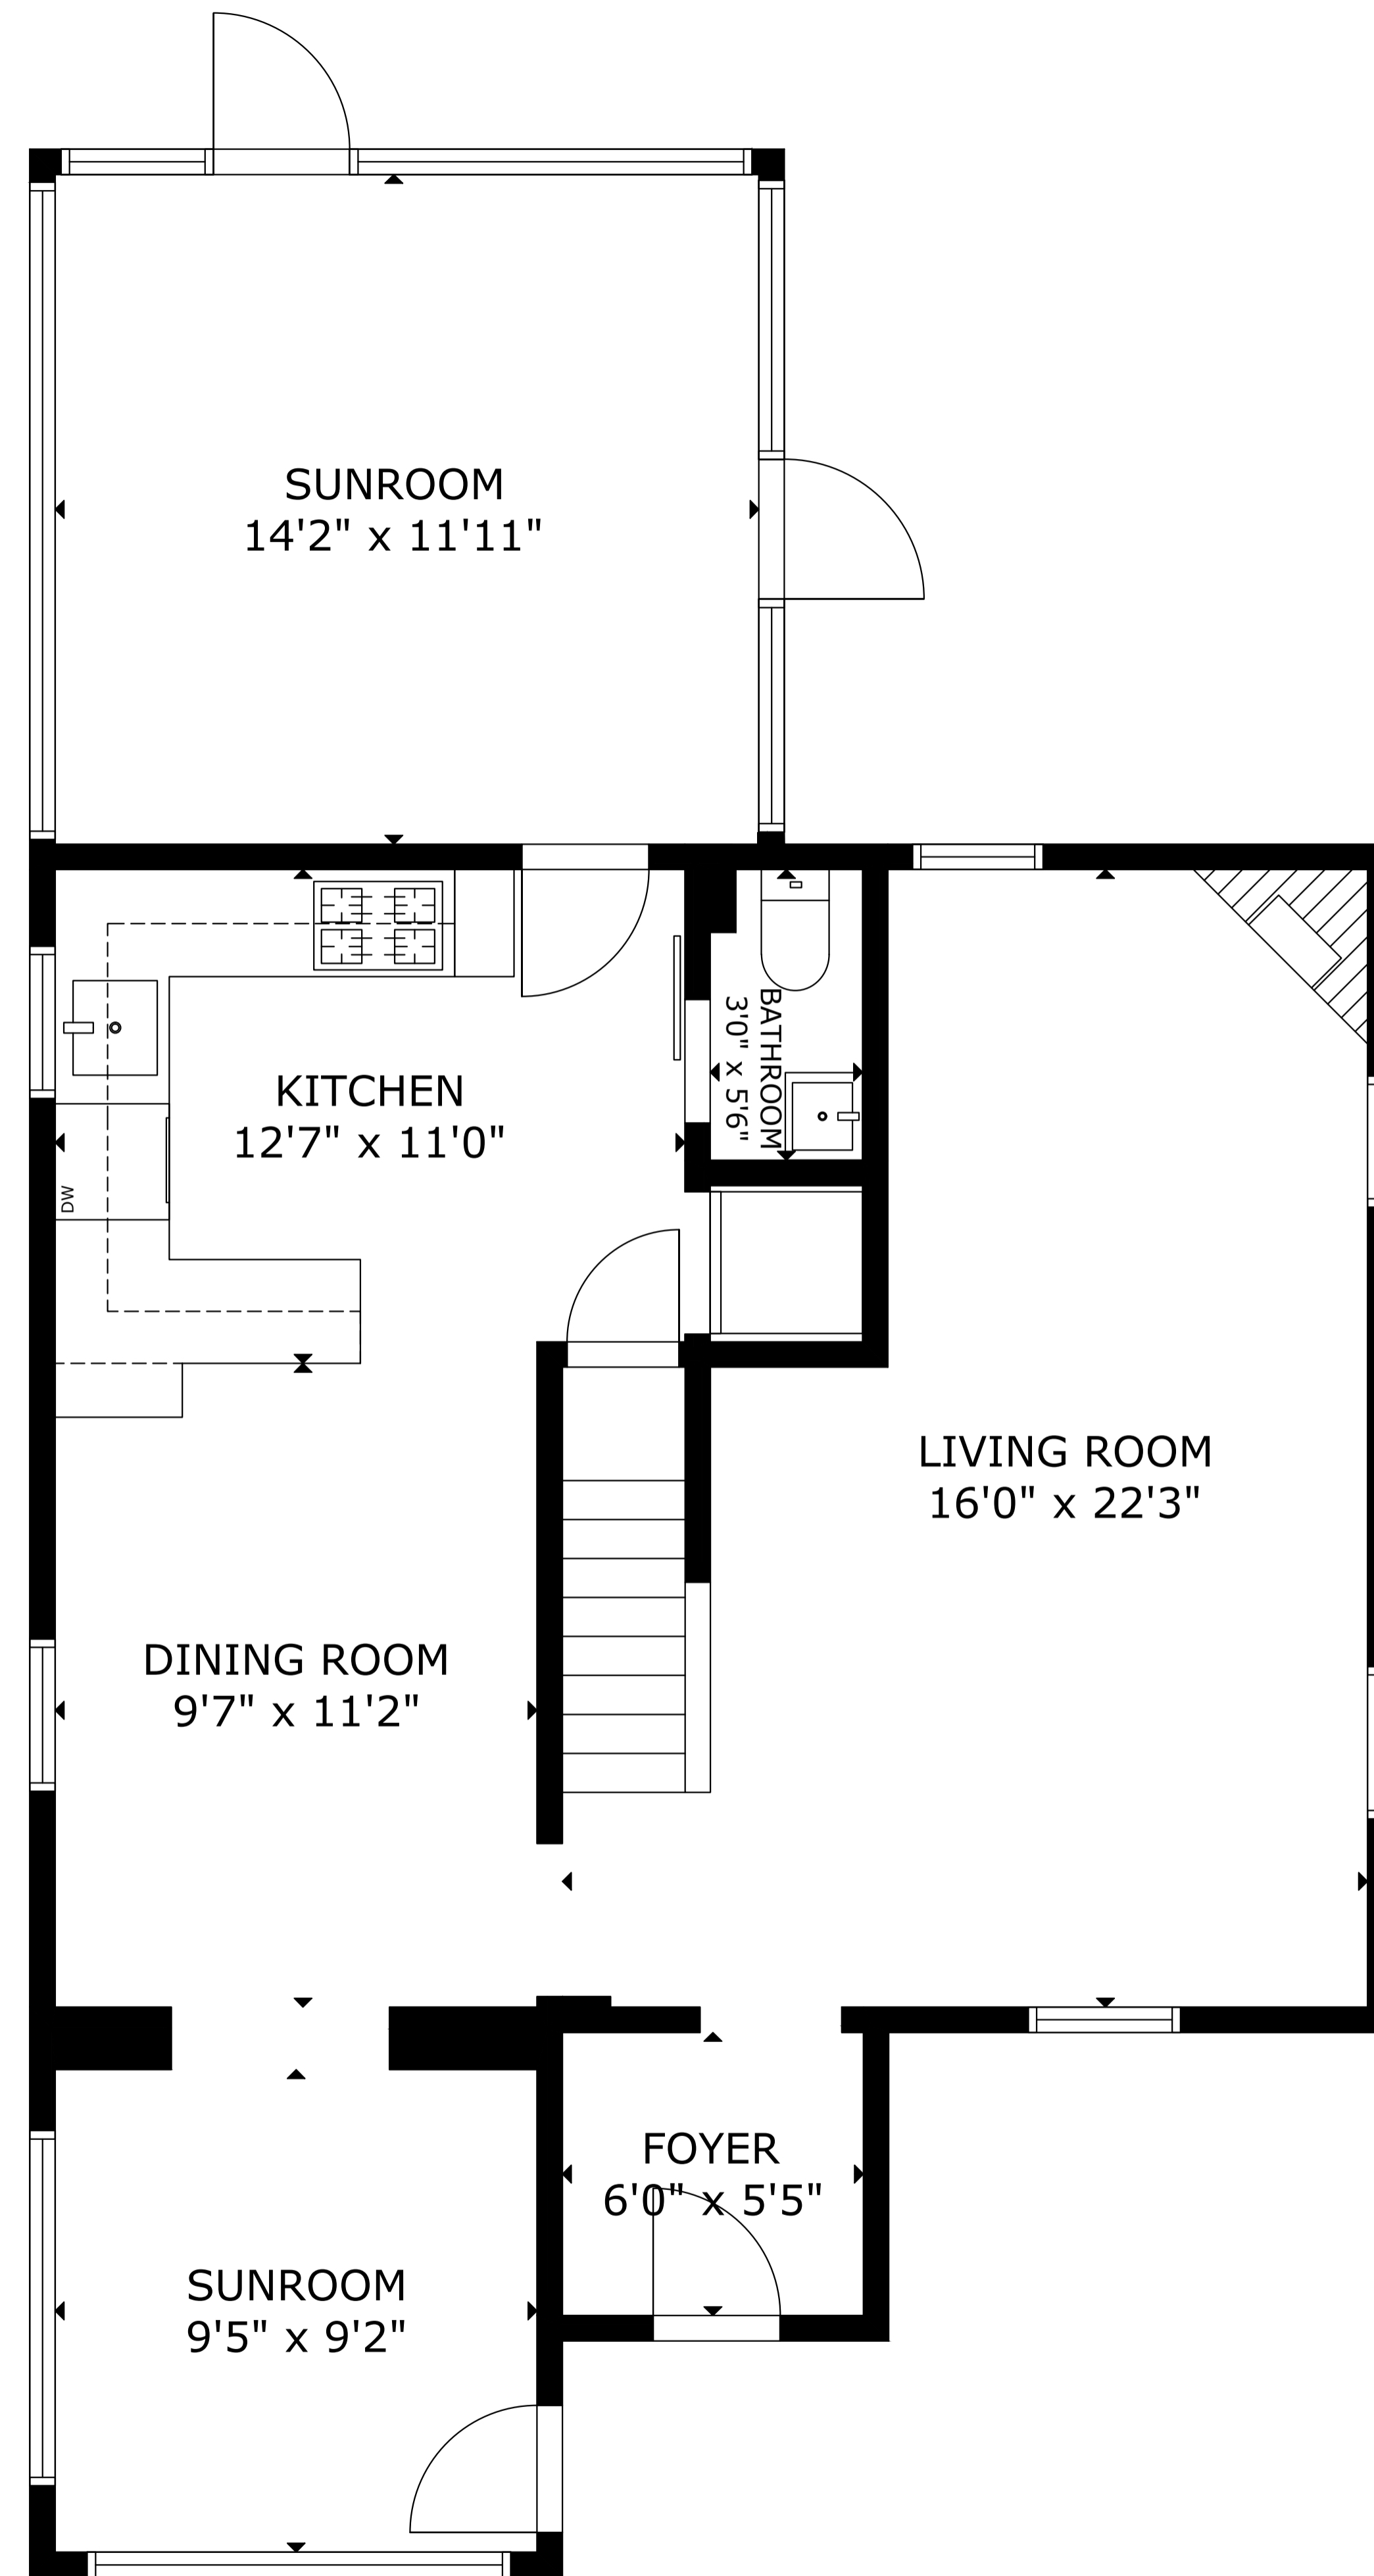 SUNROOM
14'2" x 11'11"
KITCHEN
12'7" x 11'0"
BATHROOM
3'0" x 5'6"
DW
LIVING ROOM
16'0" x 22'3"
DINING ROOM
9'7" x 11'2"
FOYER
6'0" x 5'5"
SUNROOM
9'5" x 9'2"